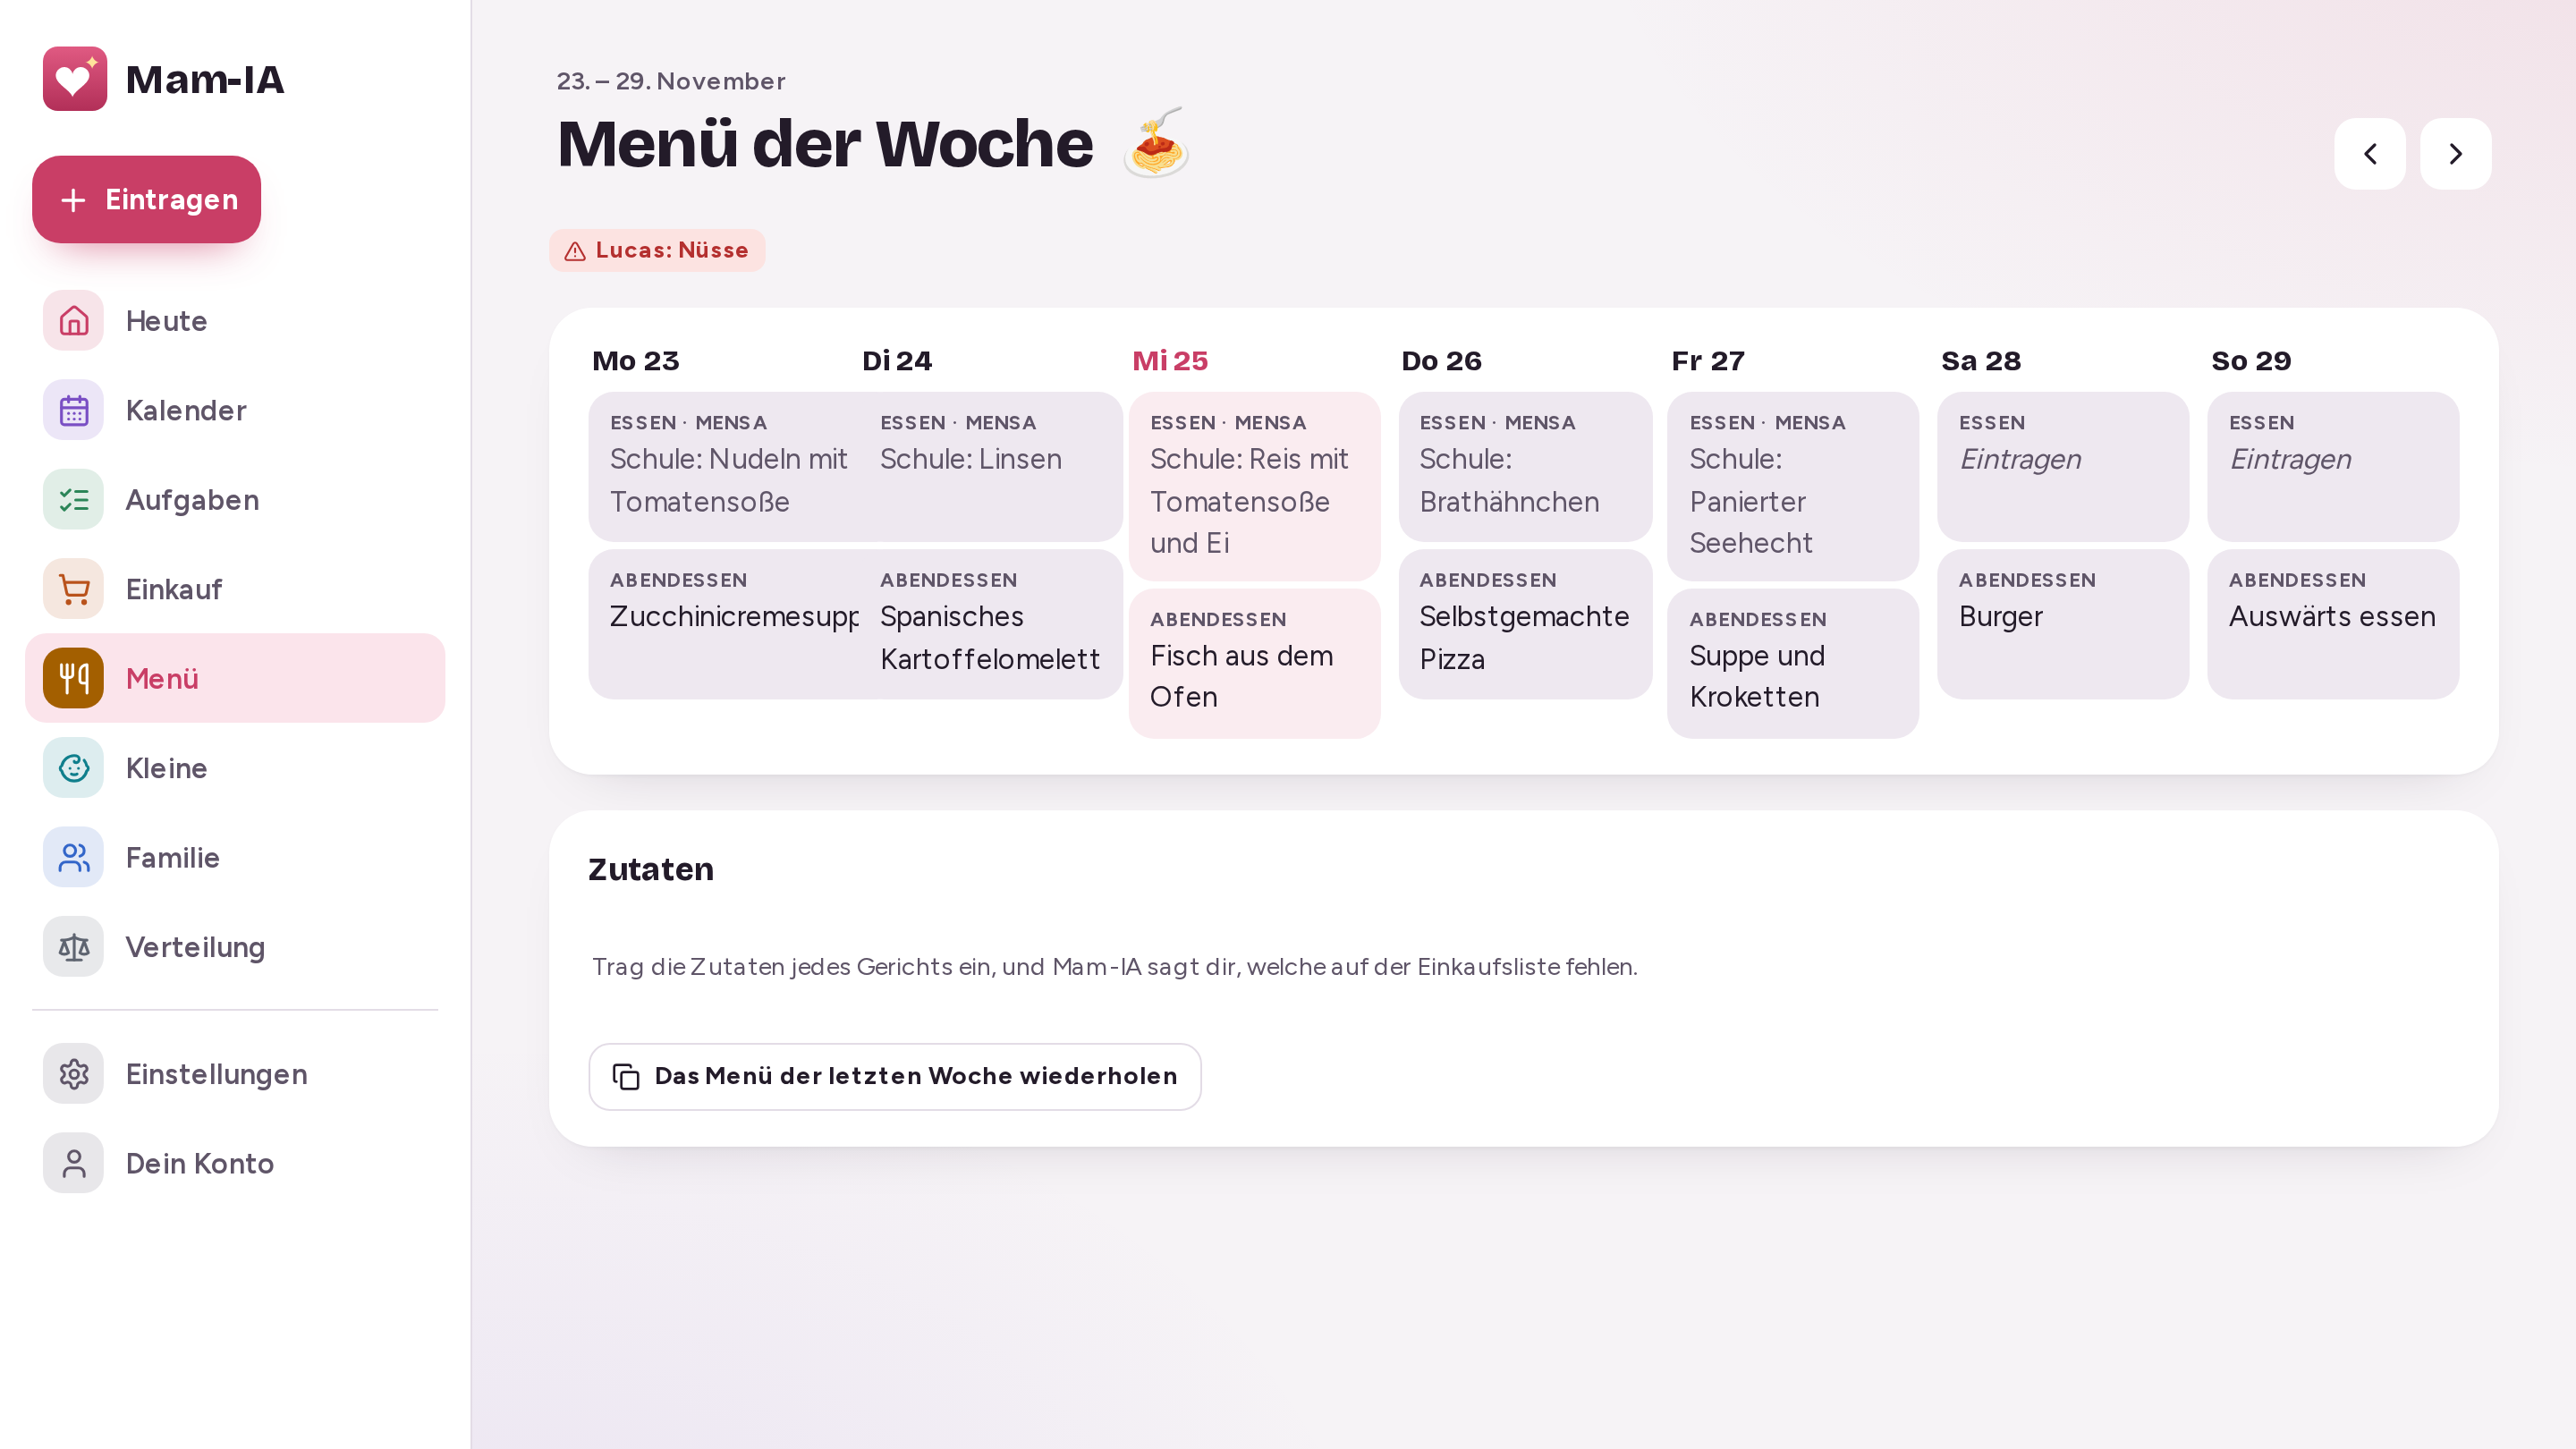 Mam-IA
Eintragen
Heute
Kalender
Aufgaben
Einkauf
Menü
Kleine
Familie
Verteilung
Einstellungen
Dein Konto
23. – 29. November
Menü der Woche
Lucas: Nüsse
Mo 23
ESSEN · MENSA
Schule: Nudeln mit
Tomatensoße
ABENDESSEN
Di 24
ESSEN · MENSA
Schule: Linsen
ABENDESSEN
Spanisches
Kartoffelomelett
Mi 25
ESSEN · MENSA
Schule: Reis mit
Tomatensoße
und Ei
ABENDESSEN
Fisch aus dem
Ofen
Do 26
ESSEN · MENSA
Schule:
Brathähnchen
ABENDESSEN
Selbstgemachte
Pizza
Fr 27
ESSEN · MENSA
Schule:
Panierter
Seehecht
ABENDESSEN
Suppe und
Kroketten
Sa 28
ESSEN
Eintragen
ABENDESSEN
Burger
So 29
ESSEN
Eintragen
ABENDESSEN
Auswärts essen
Zutaten
Trag die Zutaten jedes Gerichts ein, und Mam-IA sagt dir, welche auf der Einkaufsliste fehlen.
Das Menü der letzten Woche wiederholen